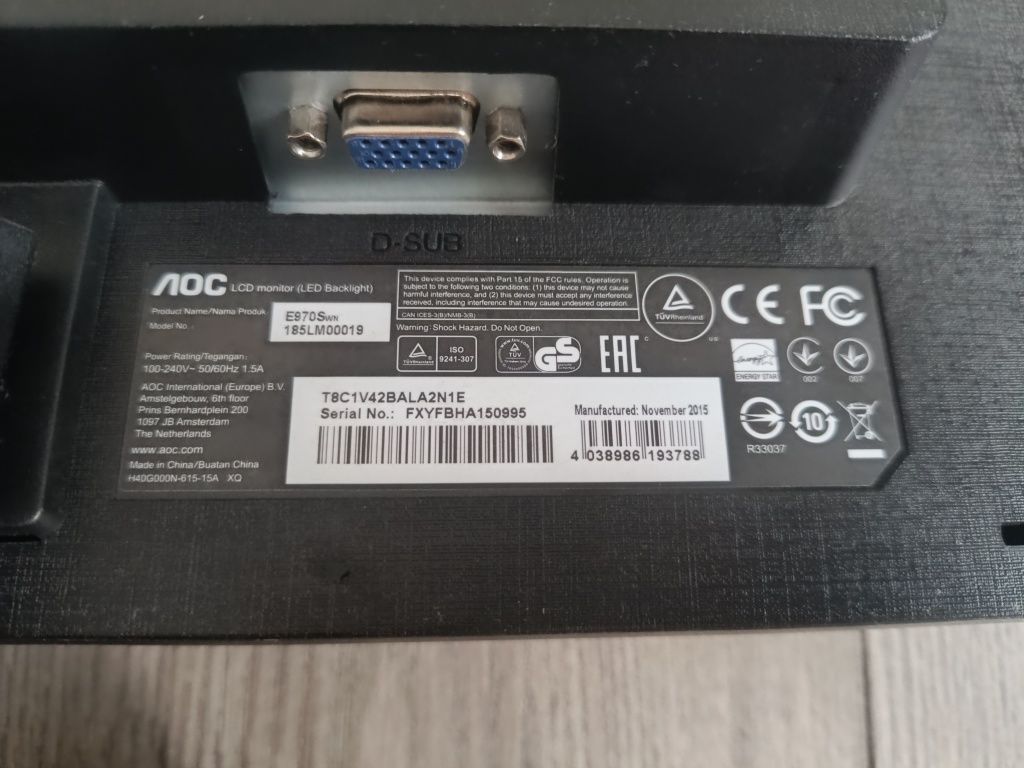 D-SUB
AOC LCD monitor (LED Backlight)
Product Name/Nama Produk
E970SWN
Model No
185LM00019
Power Rating/Tegangan:
100-240V~ 50/60Hz 1.5A
AOC International (Europe) B.V.
Amstelgebouw, 6th floor
Prins Bernhardplein 200
1097 JB Amsterdam
The Netherlands
www.aoc.com
Made in China/Buatan China
H40G000N-615-15A XQ
This device complies with Part 15 of the FCC rules. Operation is
subject to the following two conditions: (1) this device may not cause
harmful interference, and (2) this device must accept any interference
received, including interference that may cause undesired operation.
CAN ICES-3(B)/NMB-3(B)
Warning: Shock Hazard. Do Not Open.
TÜVRheinland
ISO
9241-307
TÜV
GS
EAC
TÜVRheinland
C US
CE FC
energy
ENERGY STAR
002
007
T8C1V42BALA2N1E
Serial No.: FXYFBHA150995
Manufactured: November 2015
4 038986 193788
R33037
10